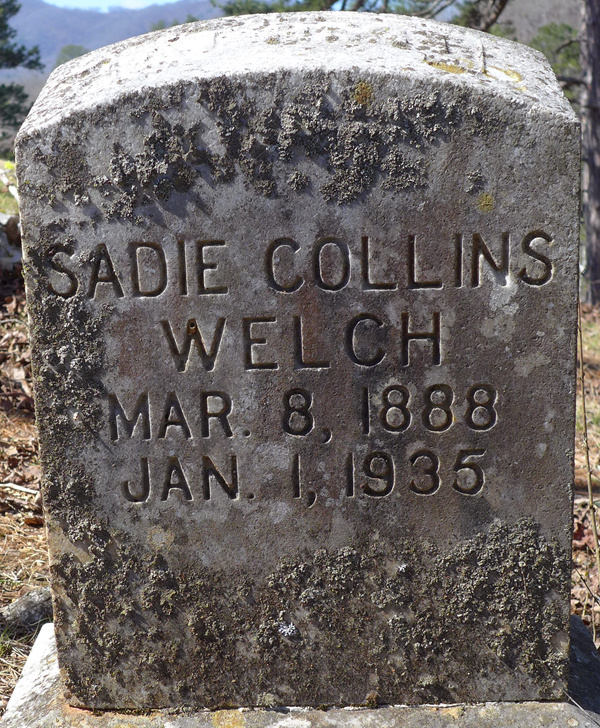 SADIE COLLINS
WELCH
MAR. 8, 1888
JAN. 1, 1935